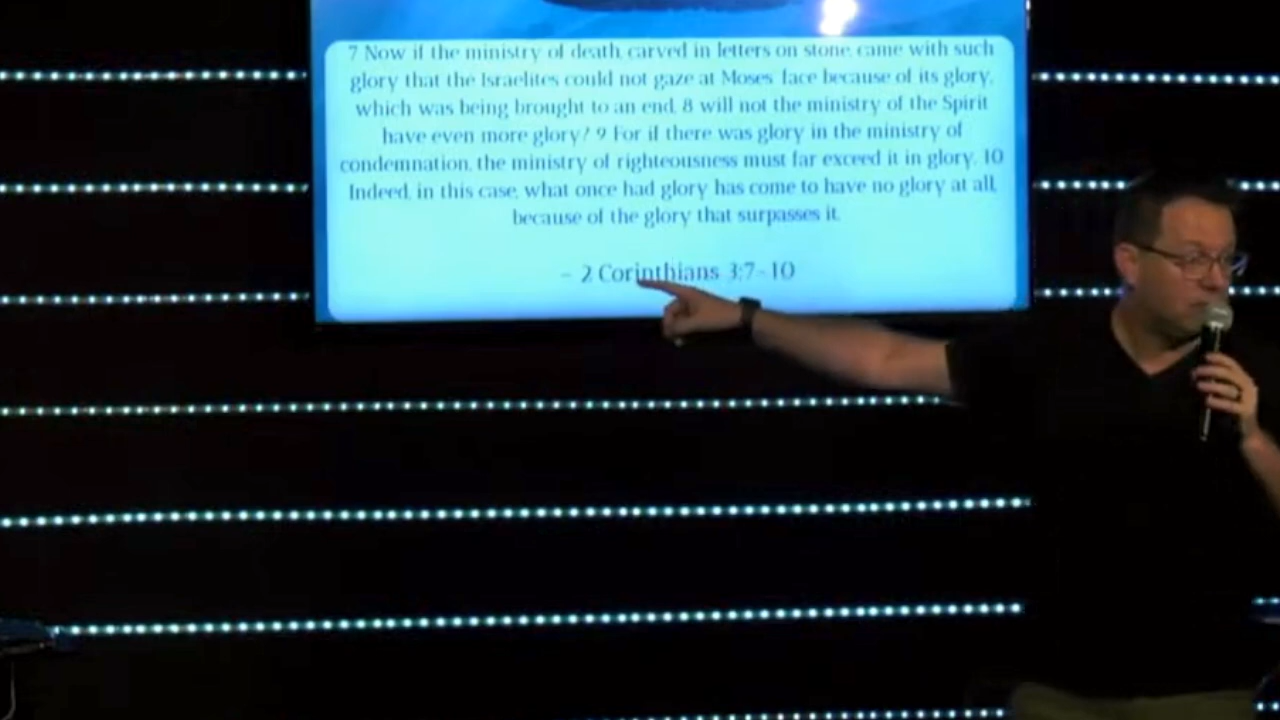 7 Now if the ministry of death, carved in letters on stone, came with such
glory that the Israelites could not gaze at Moses' face because of its glory,
which was being brought to an end, 8 will not the ministry of the Spirit
have even more glory? 9 For if there was glory in the ministry of
condemnation, the ministry of righteousness must far exceed it in glory. 10
Indeed, in this case, what once had glory has come to have no glory at all,
because of the glory that surpasses it.
- 2 Corinthians 3:7-10